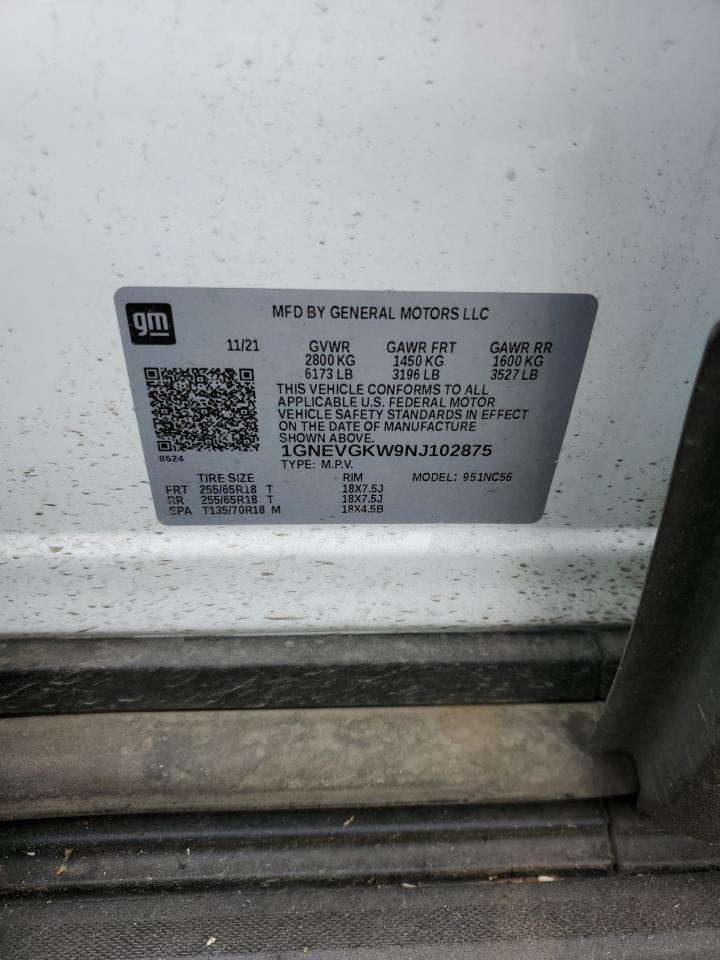 gm
MFD BY GENERAL MOTORS LLC
11/21 GVWR GAWR FRT GAWR RR
2800 KG 1450 KG 1600 KG
6173 LB 3196 LB 3527 LB
THIS VEHICLE CONFORMS TO ALL
APPLICABLE U.S. FEDERAL MOTOR
VEHICLE SAFETY STANDARDS IN EFFECT
ON THE DATE OF MANUFACTURE
SHOWN ABOVE.
1GNEVGKW9NJ102875
8624
TYPE: M.P.V. MODEL: 951NC56
TIRE SIZE RIM
FRT 255/65R18 T 18X7.5J
RR 255/65R18 T 18X7.5J
SPA T135/70R18 M 18X4.5B